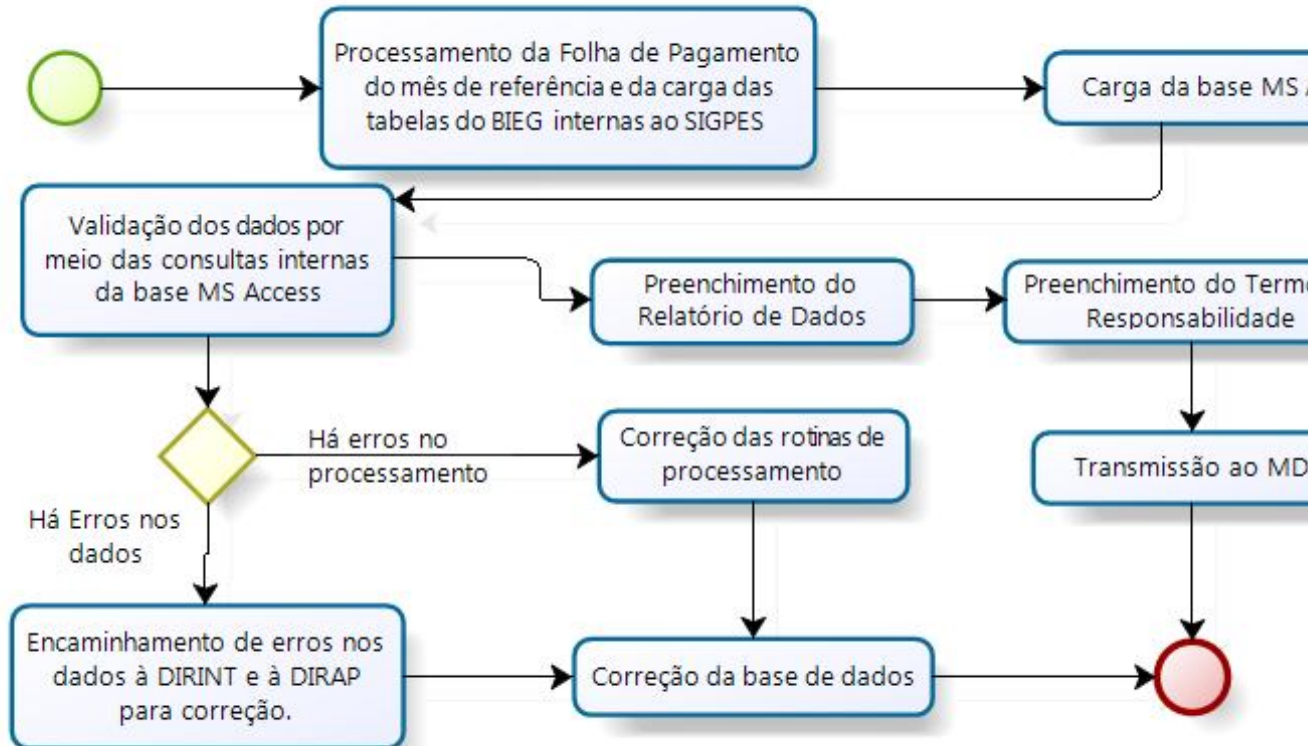 Processamento da Folha de Pagamento
do mês de referência e da carga das
tabelas do BIEG internas ao SIGPES
Carga da base MS
Validação dos dados por
meio das consultas internas
da base MS Access
Preenchimento do
Relatório de Dados
Preenchimento do Termo
Responsabilidade
Há erros no
processamento
Correção das rotinas de
processamento
Transmissão ao MD
Há Erros nos
dados
Encaminhamento de erros nos
dados à DIRINT e à DIRAP
para correção.
Correção da base de dados